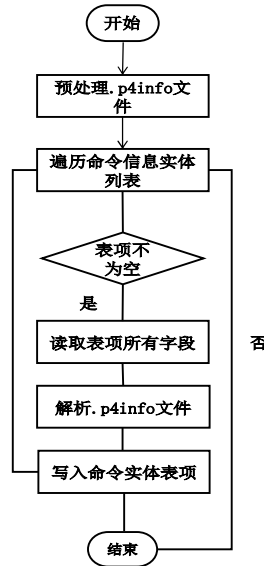 开始
预处理.p4info文
件
遍历命令信息实体
列表
表项不
为空
是
读取表项所有字段
否
解析.p4info文件
写入命令实体表项
结束